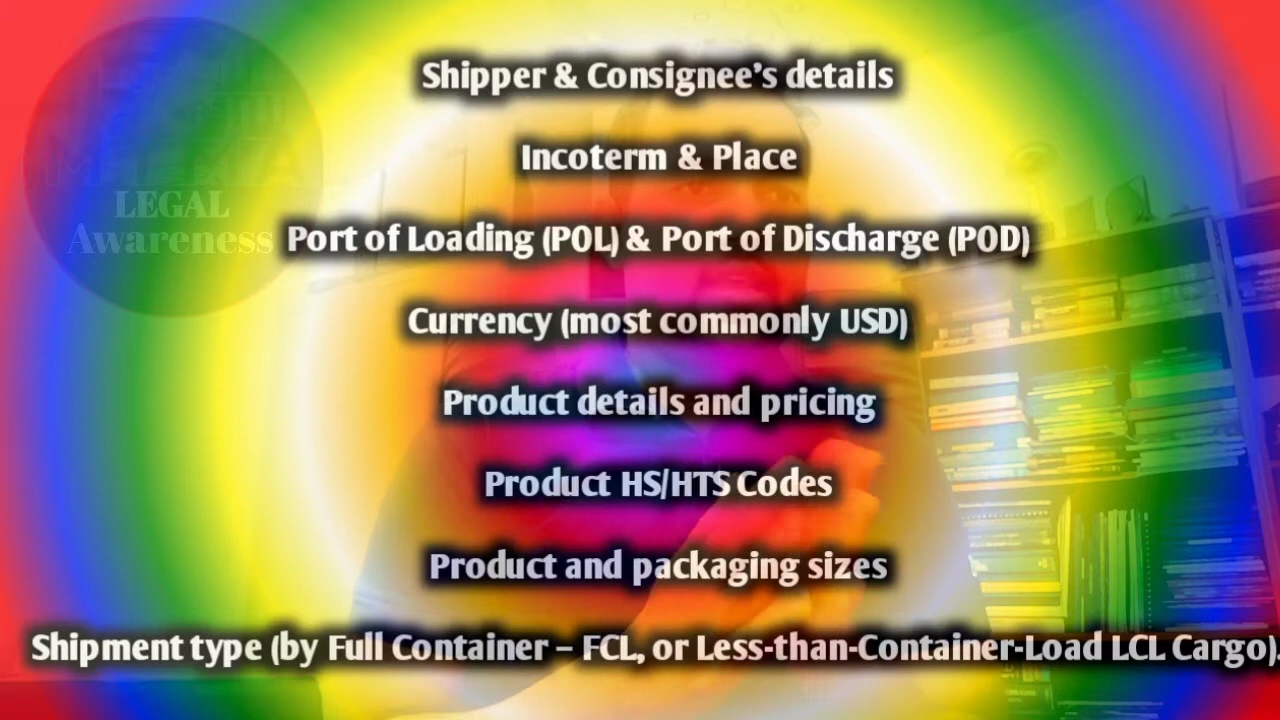 Shipper & Consignee’s details
Incoterm & Place
LEGAL
Awareness
Port of Loading (POL) & Port of Discharge (POD)
Currency (most commonly USD)
Product details and pricing
Product HS/HTS Codes
Product and packaging sizes
Shipment type (by Full Container – FCL, or Less-than-Container-Load LCL Cargo).